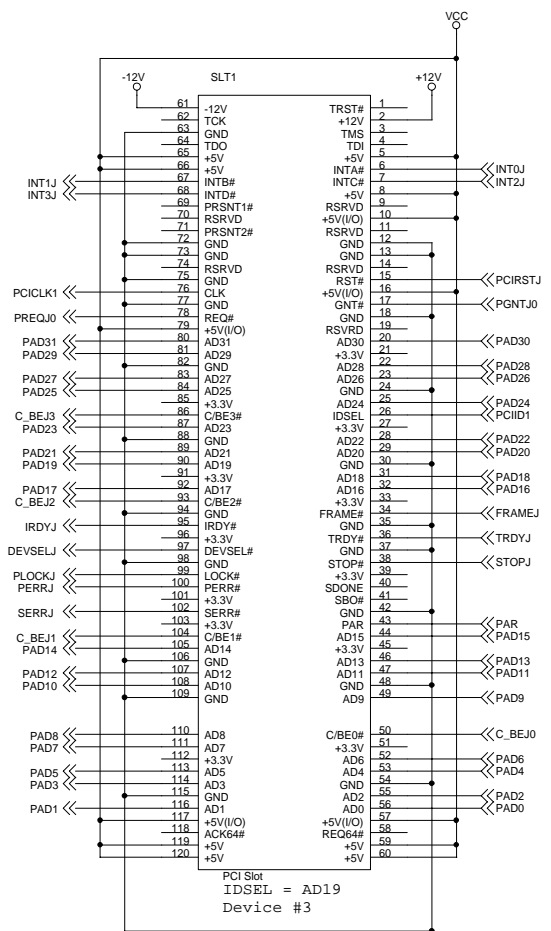 VCC
-12V SLT1 +12V
61 -12V TRST# 1
62 TCK +12V 2
63 GND TMS 3
64 TDO TDI 4
65 +5V +5V 5
66 +5V INTA# 6 INT0J
INT1J 67 INTB# INTC# 7 INT2J
INT3J 68 INTD# +5V 8
69 PRSNT1# RSRVD 9
70 RSRVD +5V(I/O) 10
71 PRSNT2# RSRVD 11
72 GND GND 12
73 GND GND 13
74 RSRVD RSRVD 14
75 GND RST# 15 PCIRSTJ
PCICLK1 76 CLK +5V(I/O) 16
77 GND GNT# 17 PGNTJ0
PREQJ0 78 REQ# GND 18
79 +5V(I/O) RSVRD 19
PAD31 80 AD31 AD30 20 PAD30
PAD29 81 AD29 +3.3V 21
82 GND AD28 22 PAD28
PAD27 83 AD27 AD26 23 PAD26
PAD25 84 AD25 GND 24
85 +3.3V AD24 25 PAD24
C_BEJ3 86 C/BE3# IDSEL 26 PCIID1
PAD23 87 AD23 +3.3V 27
88 GND AD22 28 PAD22
PAD21 89 AD21 AD20 29 PAD20
PAD19 90 AD19 GND 30
91 +3.3V AD18 31 PAD18
PAD17 92 AD17 AD16 32 PAD16
C_BEJ2 93 C/BE2# +3.3V 33
94 GND FRAME# 34 FRAMEJ
IRDYJ 95 IRDY# GND 35
96 +3.3V TRDY# 36 TRDYJ
DEVSELJ 97 DEVSEL# GND 37
98 GND STOP# 38 STOPJ
PLOCKJ 99 LOCK# +3.3V 39
PERRJ 100 PERR# SDONE 40
101 +3.3V SBO# 41
SERRJ 102 SERR# GND 42
103 +3.3V PAR 43 PAR
C_BEJ1 104 C/BE1# AD15 44 PAD15
PAD14 105 AD14 +3.3V 45
106 GND AD13 46 PAD13
PAD12 107 AD12 AD11 47 PAD11
PAD10 108 AD10 GND 48
109 GND AD9 49 PAD9
PAD8 110 AD8 C/BE0# 50 C_BEJ0
PAD7 111 AD7 +3.3V 51
112 +3.3V AD6 52 PAD6
PAD5 113 AD5 AD4 53 PAD4
PAD3 114 AD3 GND 54
115 GND AD2 55 PAD2
PAD1 116 AD1 AD0 56 PAD0
117 +5V(I/O) +5V(I/O) 57
118 ACK64# REQ64# 58
119 +5V +5V 59
120 +5V +5V 60
PCI Slot
IDSEL = AD19
Device #3